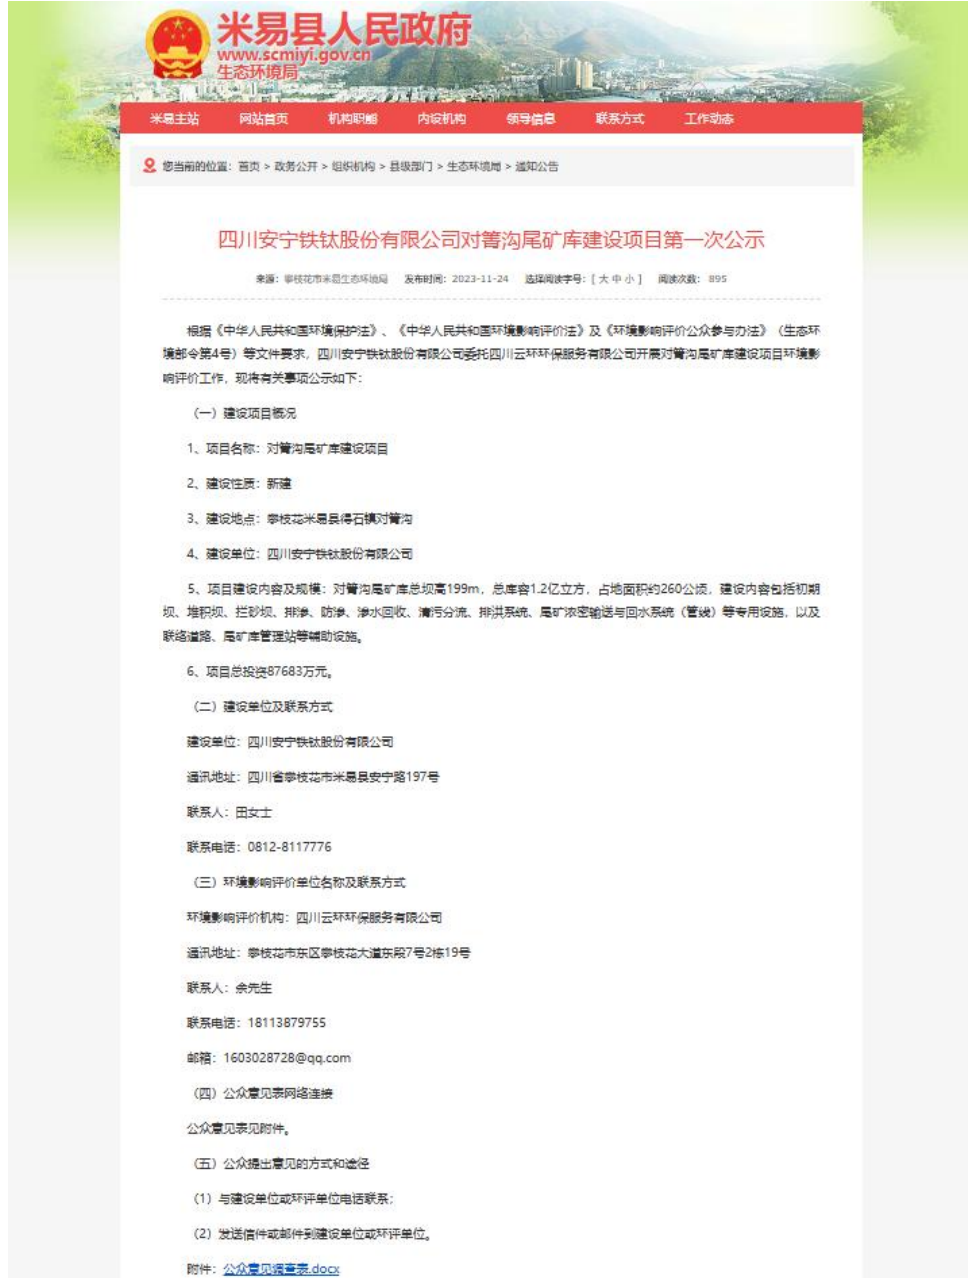 米易县人民政府
www.scmiyi.gov.cn
生态环境局
米易主站 网站首页 机构职能 内设机构 领导信息 联系方式 工作动态
您当前的位置：首页 > 政务公开 > 组织机构 > 县级部门 > 生态环境局 > 通知公告
四川安宁铁钛股份有限公司对箐沟尾矿库建设项目第一次公示
来源：攀枝花市米易生态环境局 发布时间：2023-11-24 选择阅读字号：[ 大 中 小 ] 阅读次数：895
根据《中华人民共和国环境保护法》、《中华人民共和国环境影响评价法》及《环境影响评价公众参与办法》（生态环
境部令第4号）等文件要求，四川安宁铁钛股份有限公司委托四川云环环保服务有限公司开展对箐沟尾矿库建设项目环境影
响评价工作，现将有关事项公示如下：
（一）建设项目概况
1、项目名称：对箐沟尾矿库建设项目
2、建设性质：新建
3、建设地点：攀枝花米易县得石镇对箐沟
4、建设单位：四川安宁铁钛股份有限公司
5、项目建设内容及规模：对箐沟尾矿库总坝高199m，总库容1.2亿立方，占地面积约260公顷，建设内容包括初期
坝、堆积坝、拦砂坝、排渗、防渗、渗水回收、清污分流、排洪系统、尾矿浓密输送与回水系统（管线）等专用设施，以及
联络道路、尾矿库管理站等辅助设施。
6、项目总投资87683万元。
（二）建设单位及联系方式
建设单位：四川安宁铁钛股份有限公司
通讯地址：四川省攀枝花市米易县安宁路197号
联系人：田女士
联系电话：0812-8117776
（三）环境影响评价单位名称及联系方式
环境影响评价机构：四川云环环保服务有限公司
通讯地址：攀枝花市东区攀枝花大道东段7号2栋19号
联系人：余先生
联系电话：18113879755
邮箱：1603028728@qq.com
（四）公众意见表网络连接
公众意见表见附件。
（五）公众提出意见的方式和途径
（1）与建设单位或环评单位电话联系；
（2）发送信件或邮件到建设单位或环评单位。
附件：公众意见调查表.docx